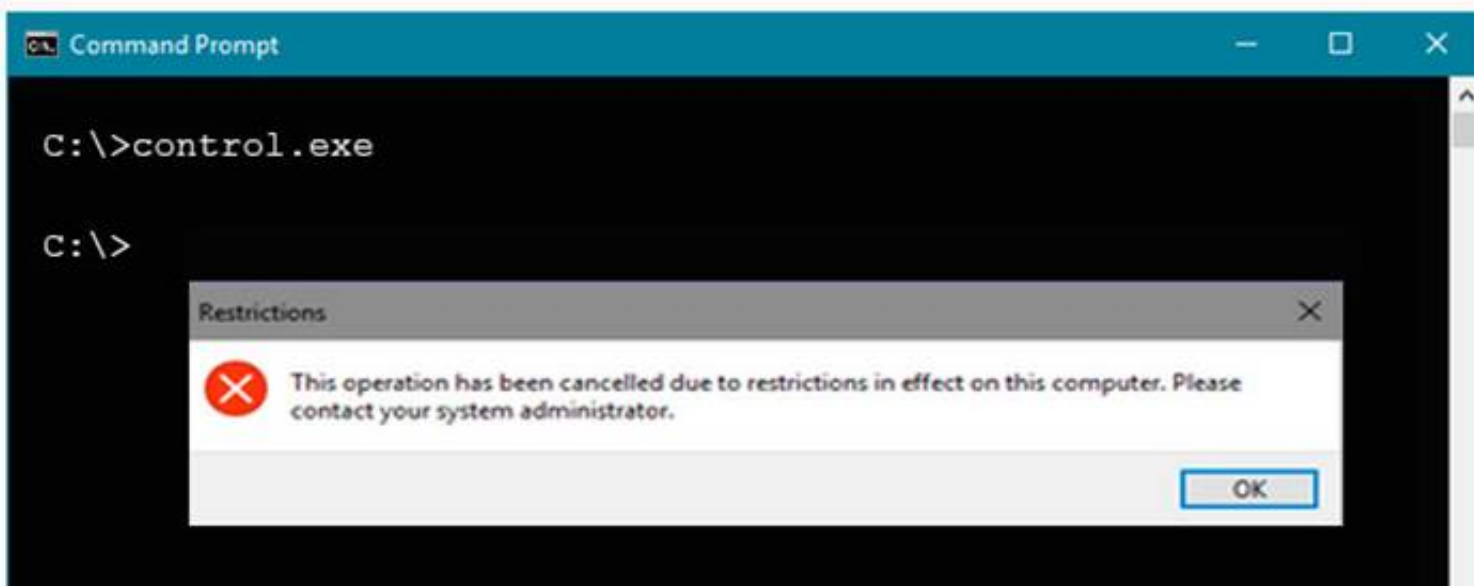 Command Prompt
C:\>control.exe
C:\>
Restrictions
This operation has been cancelled due to restrictions in effect on this computer. Please
contact your system administrator.
OK